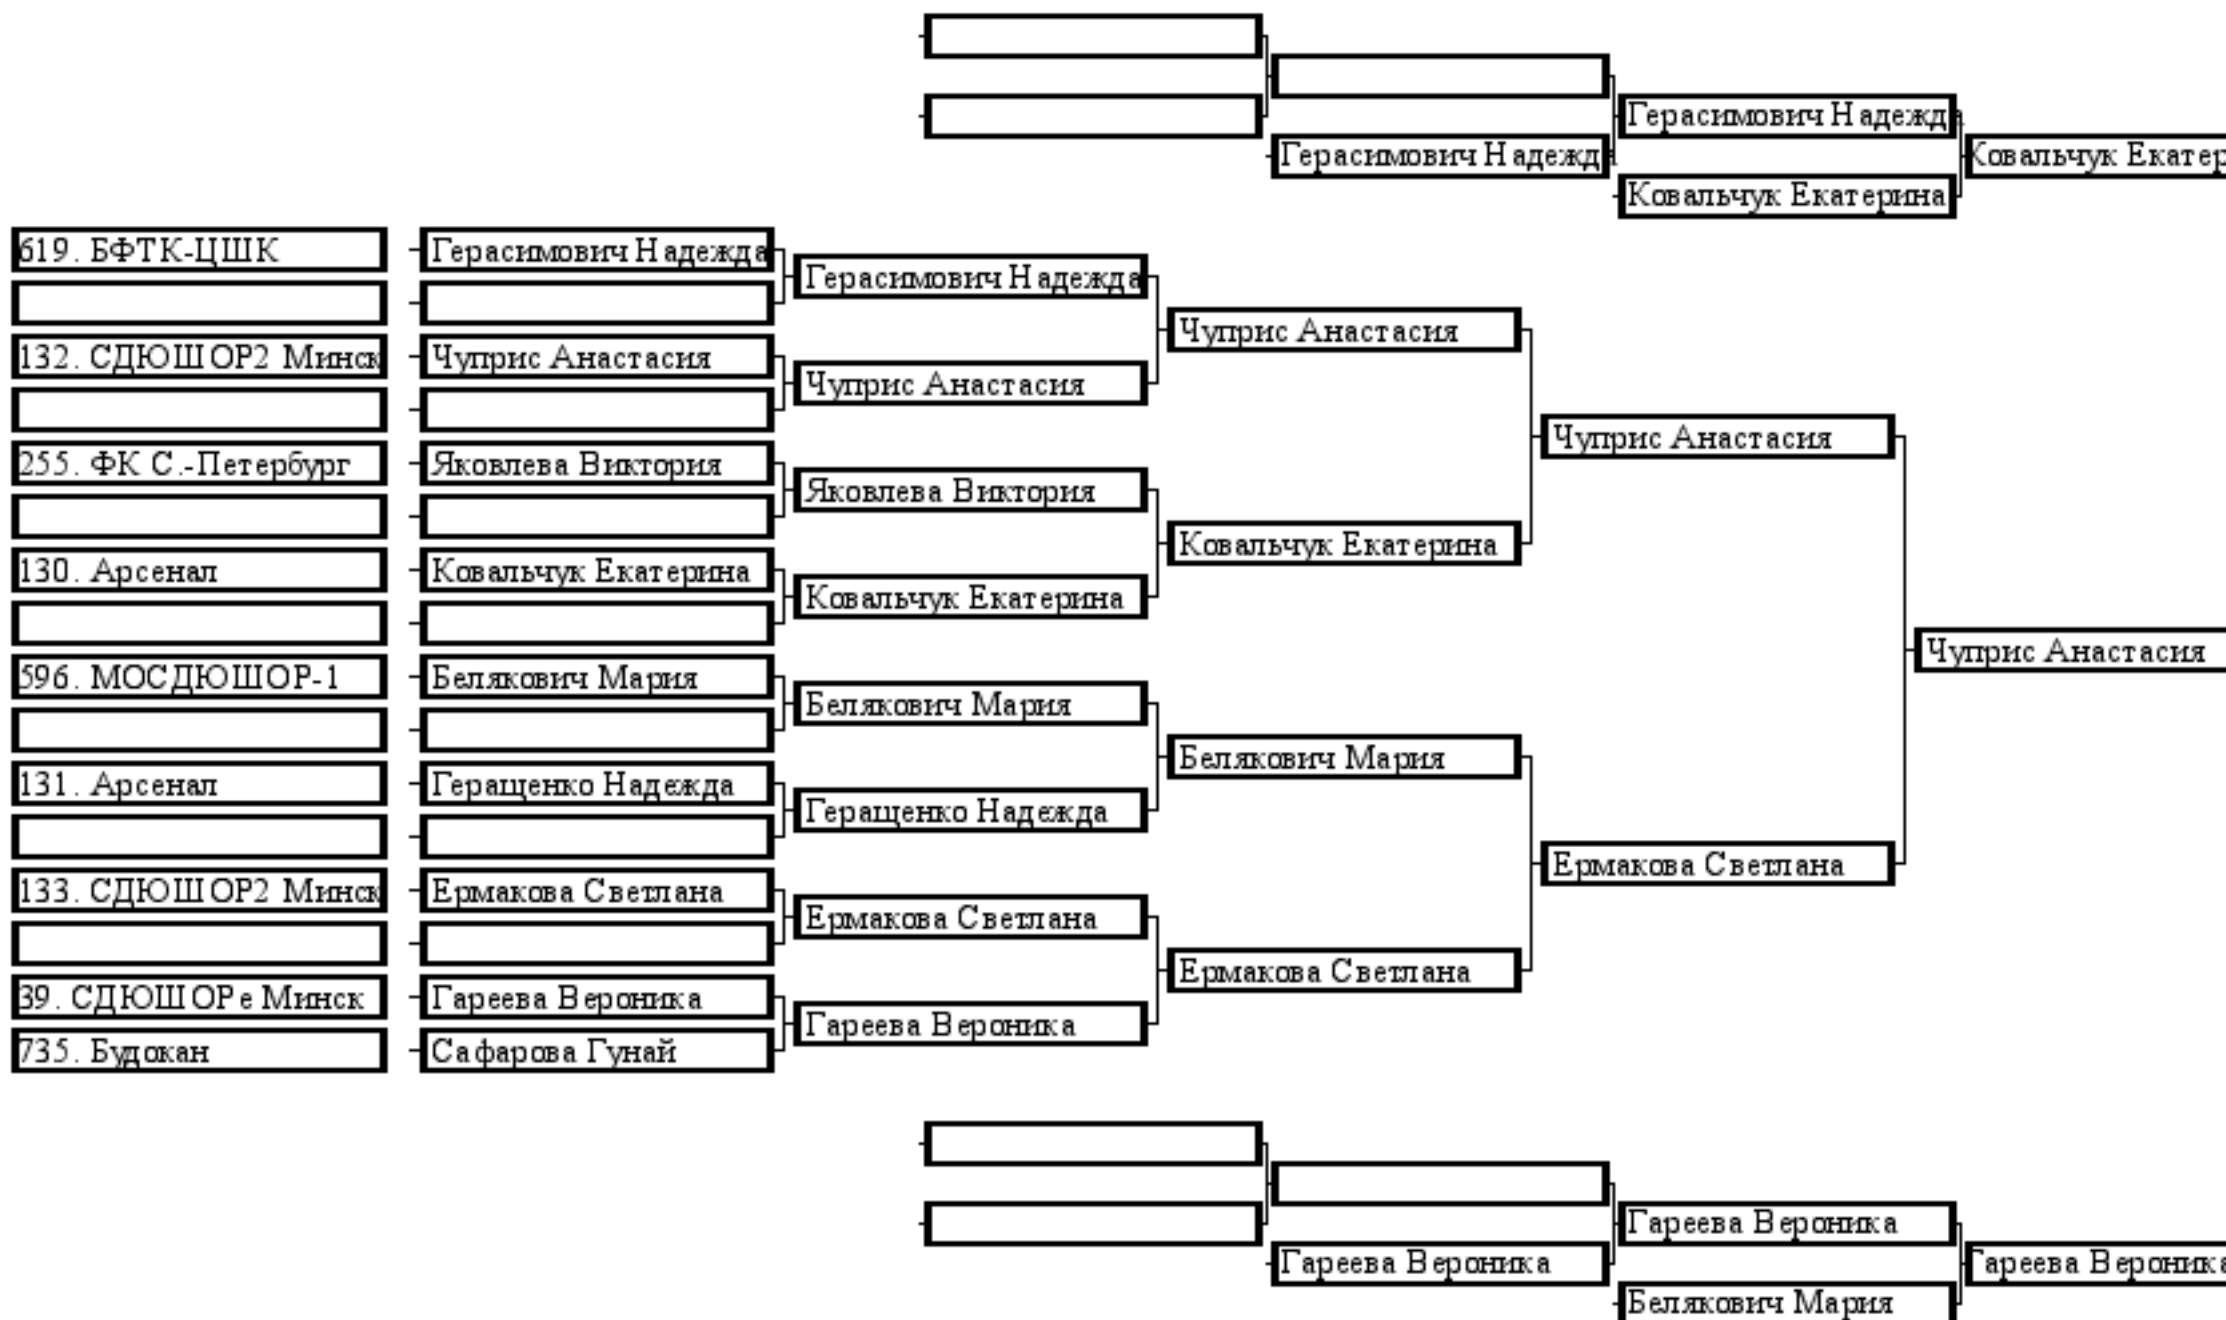 Герасимович Надежда
Герасимович Надежда
Ковальчук Екатер
Ковальчук Екатерина
619. БФТК-ЦШК
Герасимович Надежда
Герасимович Надежда
Чуприс Анастасия
132. СДЮШОР2 Минск
Чуприс Анастасия
Чуприс Анастасия
Чуприс Анастасия
255. ФК С.-Петербург
Яковлева Виктория
Яковлева Виктория
Ковальчук Екатерина
130. Арсенал
Ковальчук Екатерина
Ковальчук Екатерина
Чуприс Анастасия
596. МОСДЮШОР-1
Белякович Мария
Белякович Мария
Белякович Мария
131. Арсенал
Геращенко Надежда
Геращенко Надежда
Ермакова Светлана
133. СДЮШОР2 Минск
Ермакова Светлана
Ермакова Светлана
Ермакова Светлана
39. СДЮШОРе Минск
Гареева Вероника
Гареева Вероника
735. Будокан
Сафарова Гунай
Гареева Вероника
Гареева Вероника
Гареева Вероника
Белякович Мария